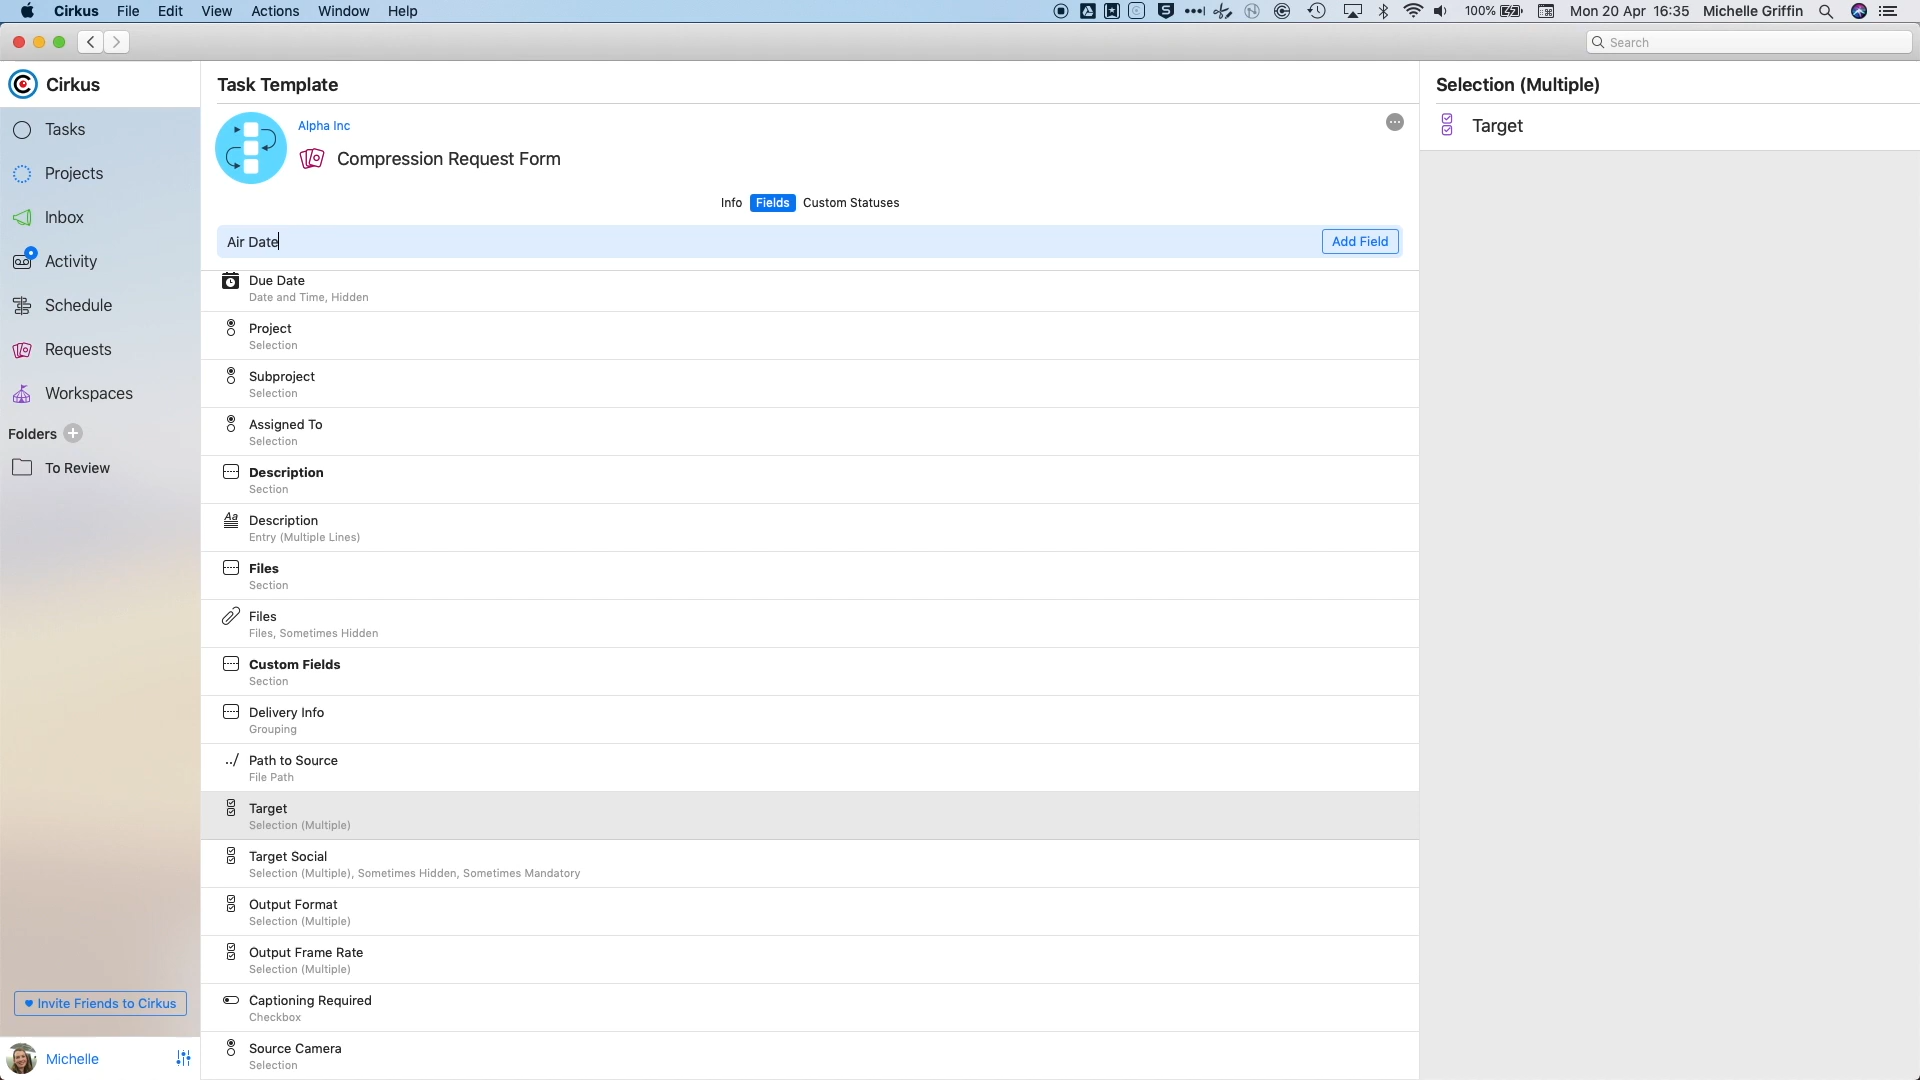 Cirkus File Edit View Actions Window Help
100% Mon 20 Apr 16:35 Michelle Griffin
Search
Cirkus
Tasks
Projects
Inbox
Activity
Schedule
Requests
Workspaces
Folders
To Review
Invite Friends to Cirkus
Michelle
Task Template
Alpha Inc
Compression Request Form
Info Fields Custom Statuses
Air Date
Add Field
Due Date
Date and Time, Hidden
Project
Selection
Subproject
Selection
Assigned To
Selection
Description
Section
Aa
Description
Entry (Multiple Lines)
Files
Section
Files
Files, Sometimes Hidden
Custom Fields
Section
Delivery Info
Grouping
../
Path to Source
File Path
Target
Selection (Multiple)
Target Social
Selection (Multiple), Sometimes Hidden, Sometimes Mandatory
Output Format
Selection (Multiple)
Output Frame Rate
Selection (Multiple)
Captioning Required
Checkbox
Source Camera
Selection
Selection (Multiple)
Target